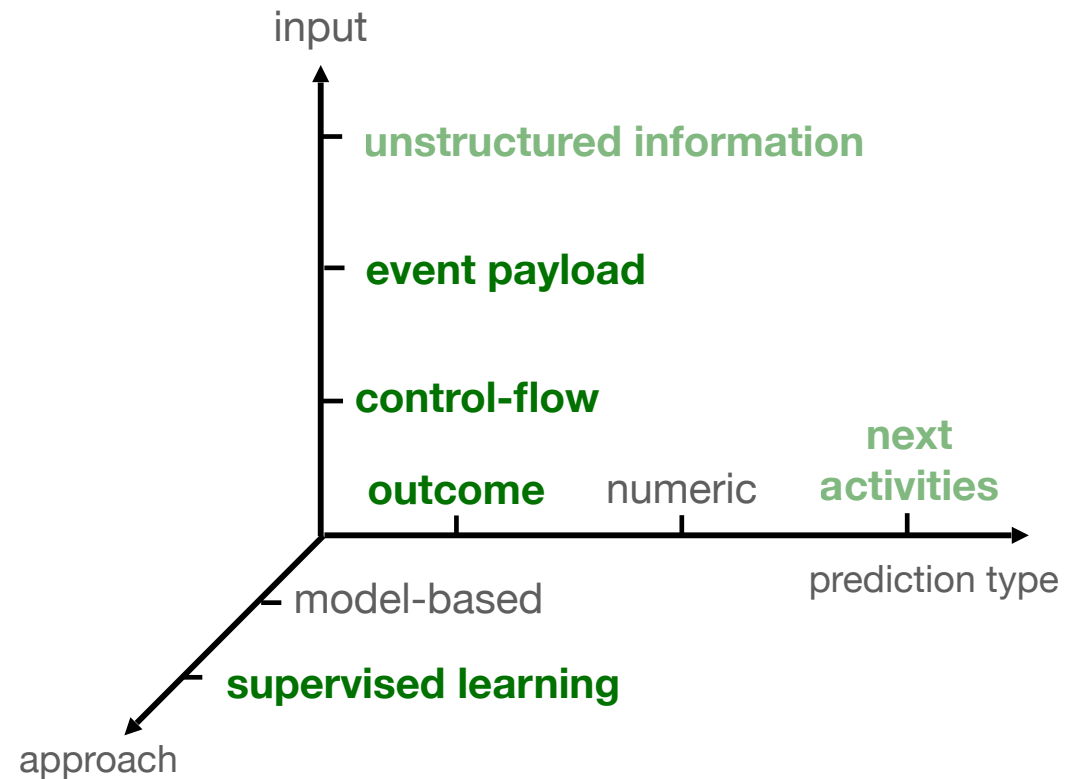 input
unstructured information
event payload
control-flow
next
activities
outcome
numeric
prediction type
model-based
supervised learning
approach